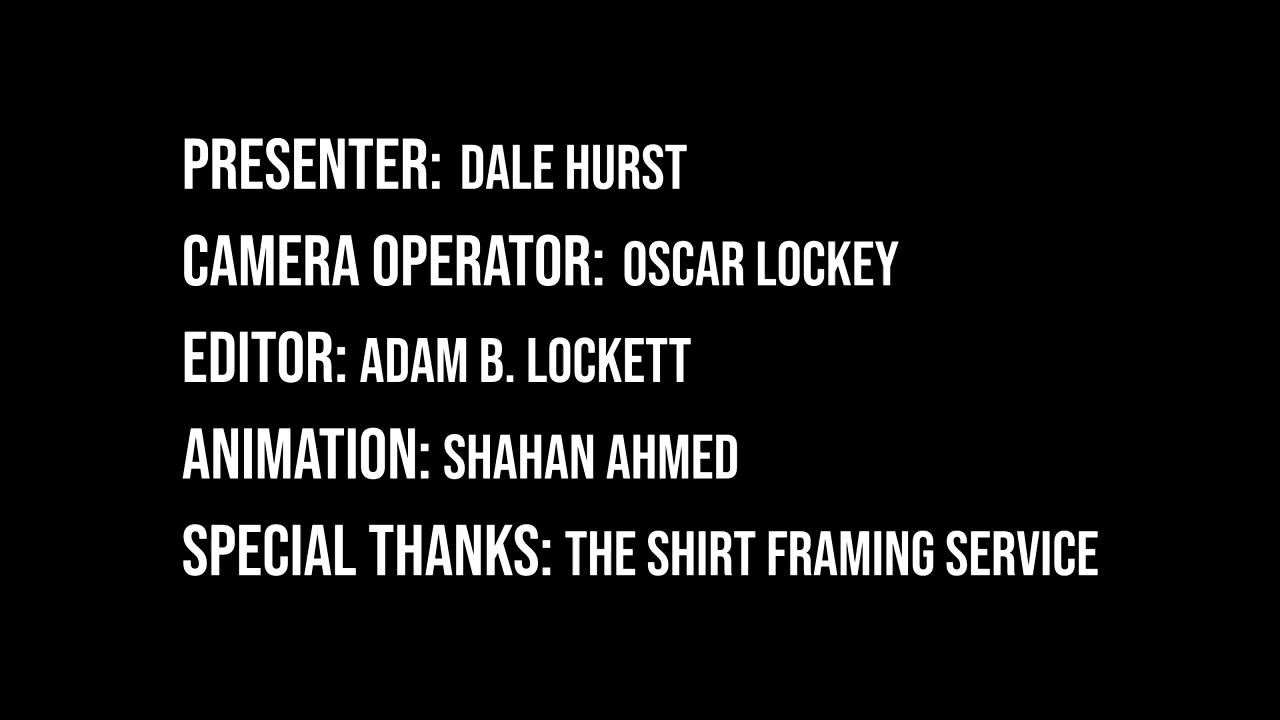 PRESENTER: DALE HURST
CAMERA OPERATOR: OSCAR LOCKEY
EDITOR: ADAM B. LOCKETT
ANIMATION: SHAHAN AHMED
SPECIAL THANKS: THE SHIRT FRAMING SERVICE